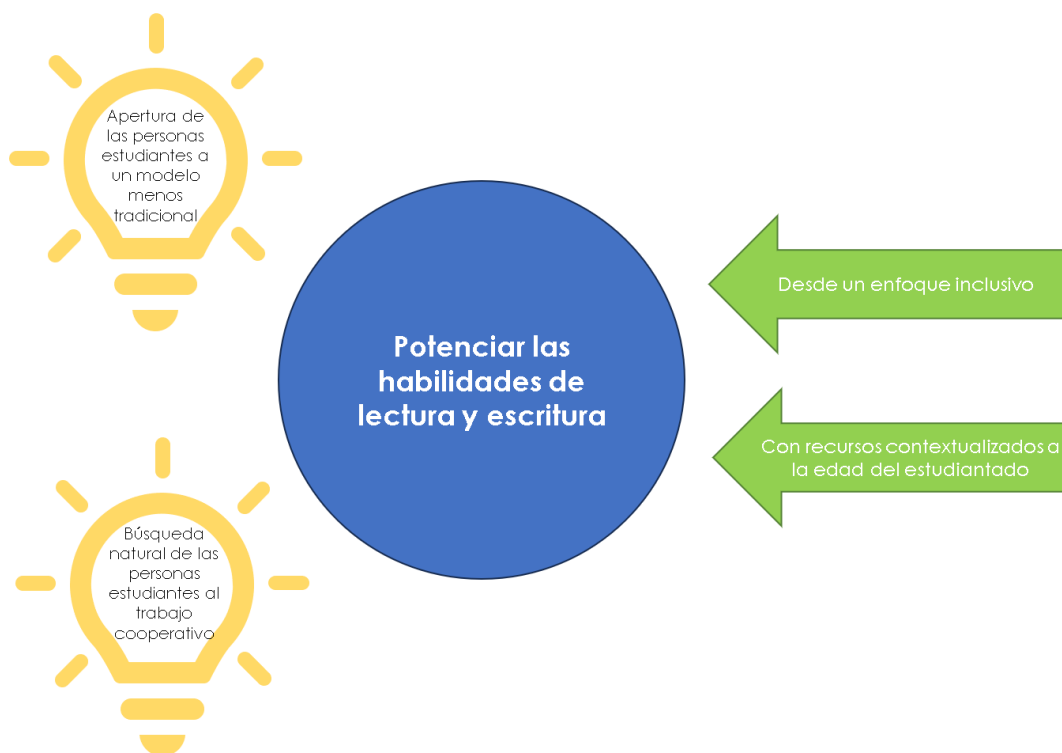 Apertura de
las personas
estudiantes a
un modelo
menos
tradicional
Búsqueda
natural de las
personas
estudiantes al
trabajo
cooperativo
Potenciar las
habilidades de
lectura y escritura
Desde un enfoque inclusivo
Con recursos contextualizados a
la edad del estudiantado